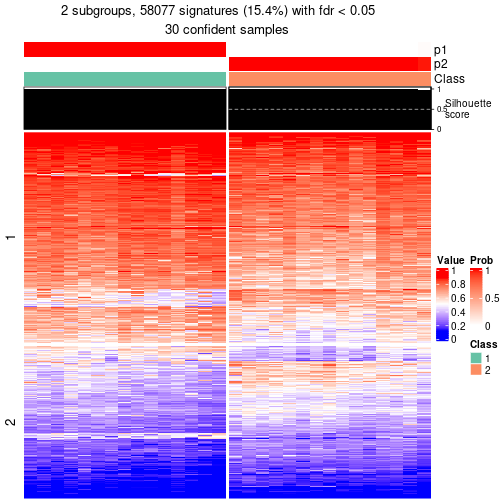 2 subgroups, 58077 signatures (15.4%) with fdr < 0.05
30 confident samples
p1
p2
Class
1
0.5
0
Silhouette
score
1
2
Value
1
0.8
0.6
0.4
0.2
0
Prob
1
0.5
0
Class
1
2